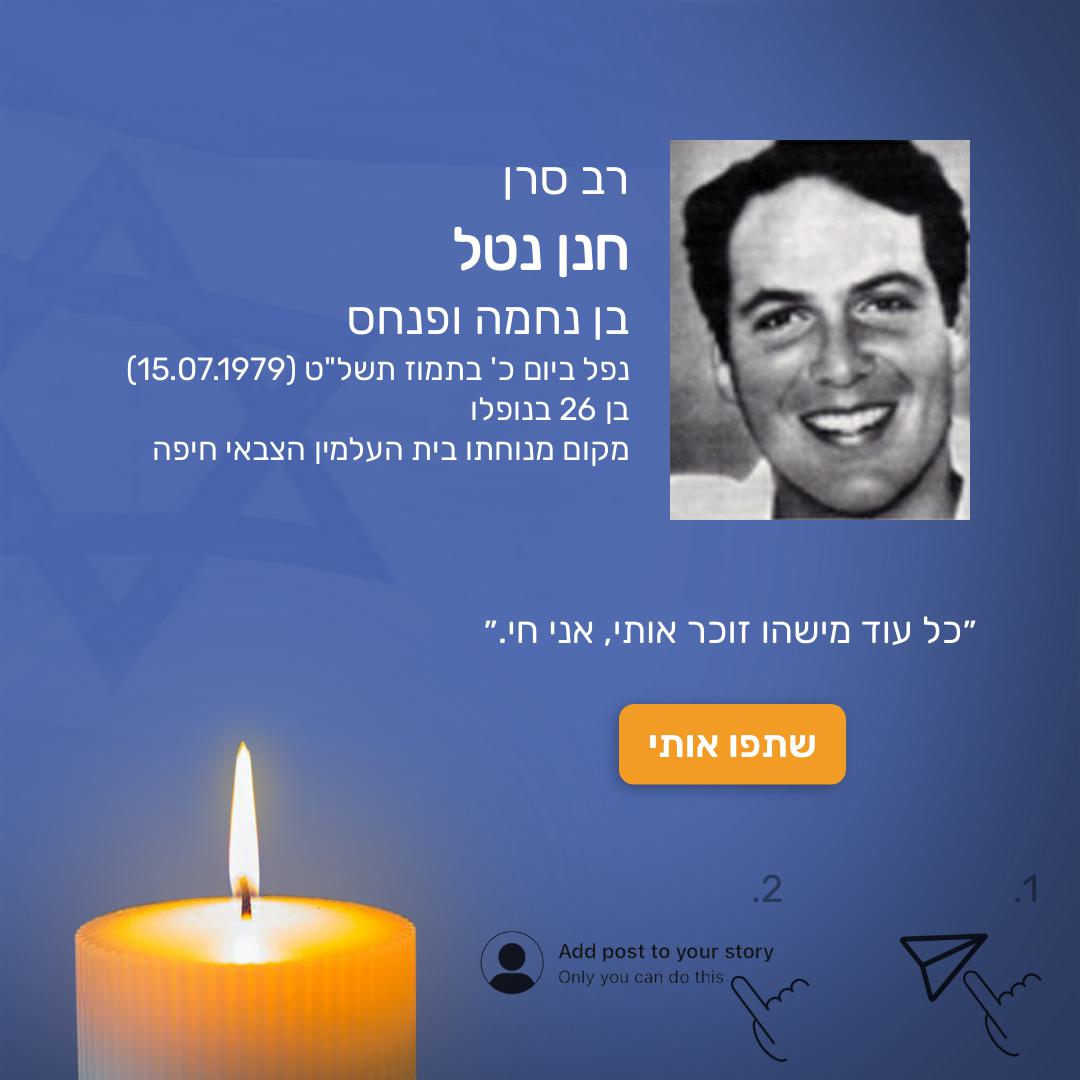 רב סרן
חנן נטל
בן נחמה ופנחס
נפל ביום כ' בתמוז תשל"ט (15.07.1979)
בן 26 בנופלו
מקום מנוחתו בית העלמין הצבאי חיפה
״כל עוד מישהו זוכר אותי, אני חי.״
שתפו אותי
.1
.2
Add post to your story
Only you can do this